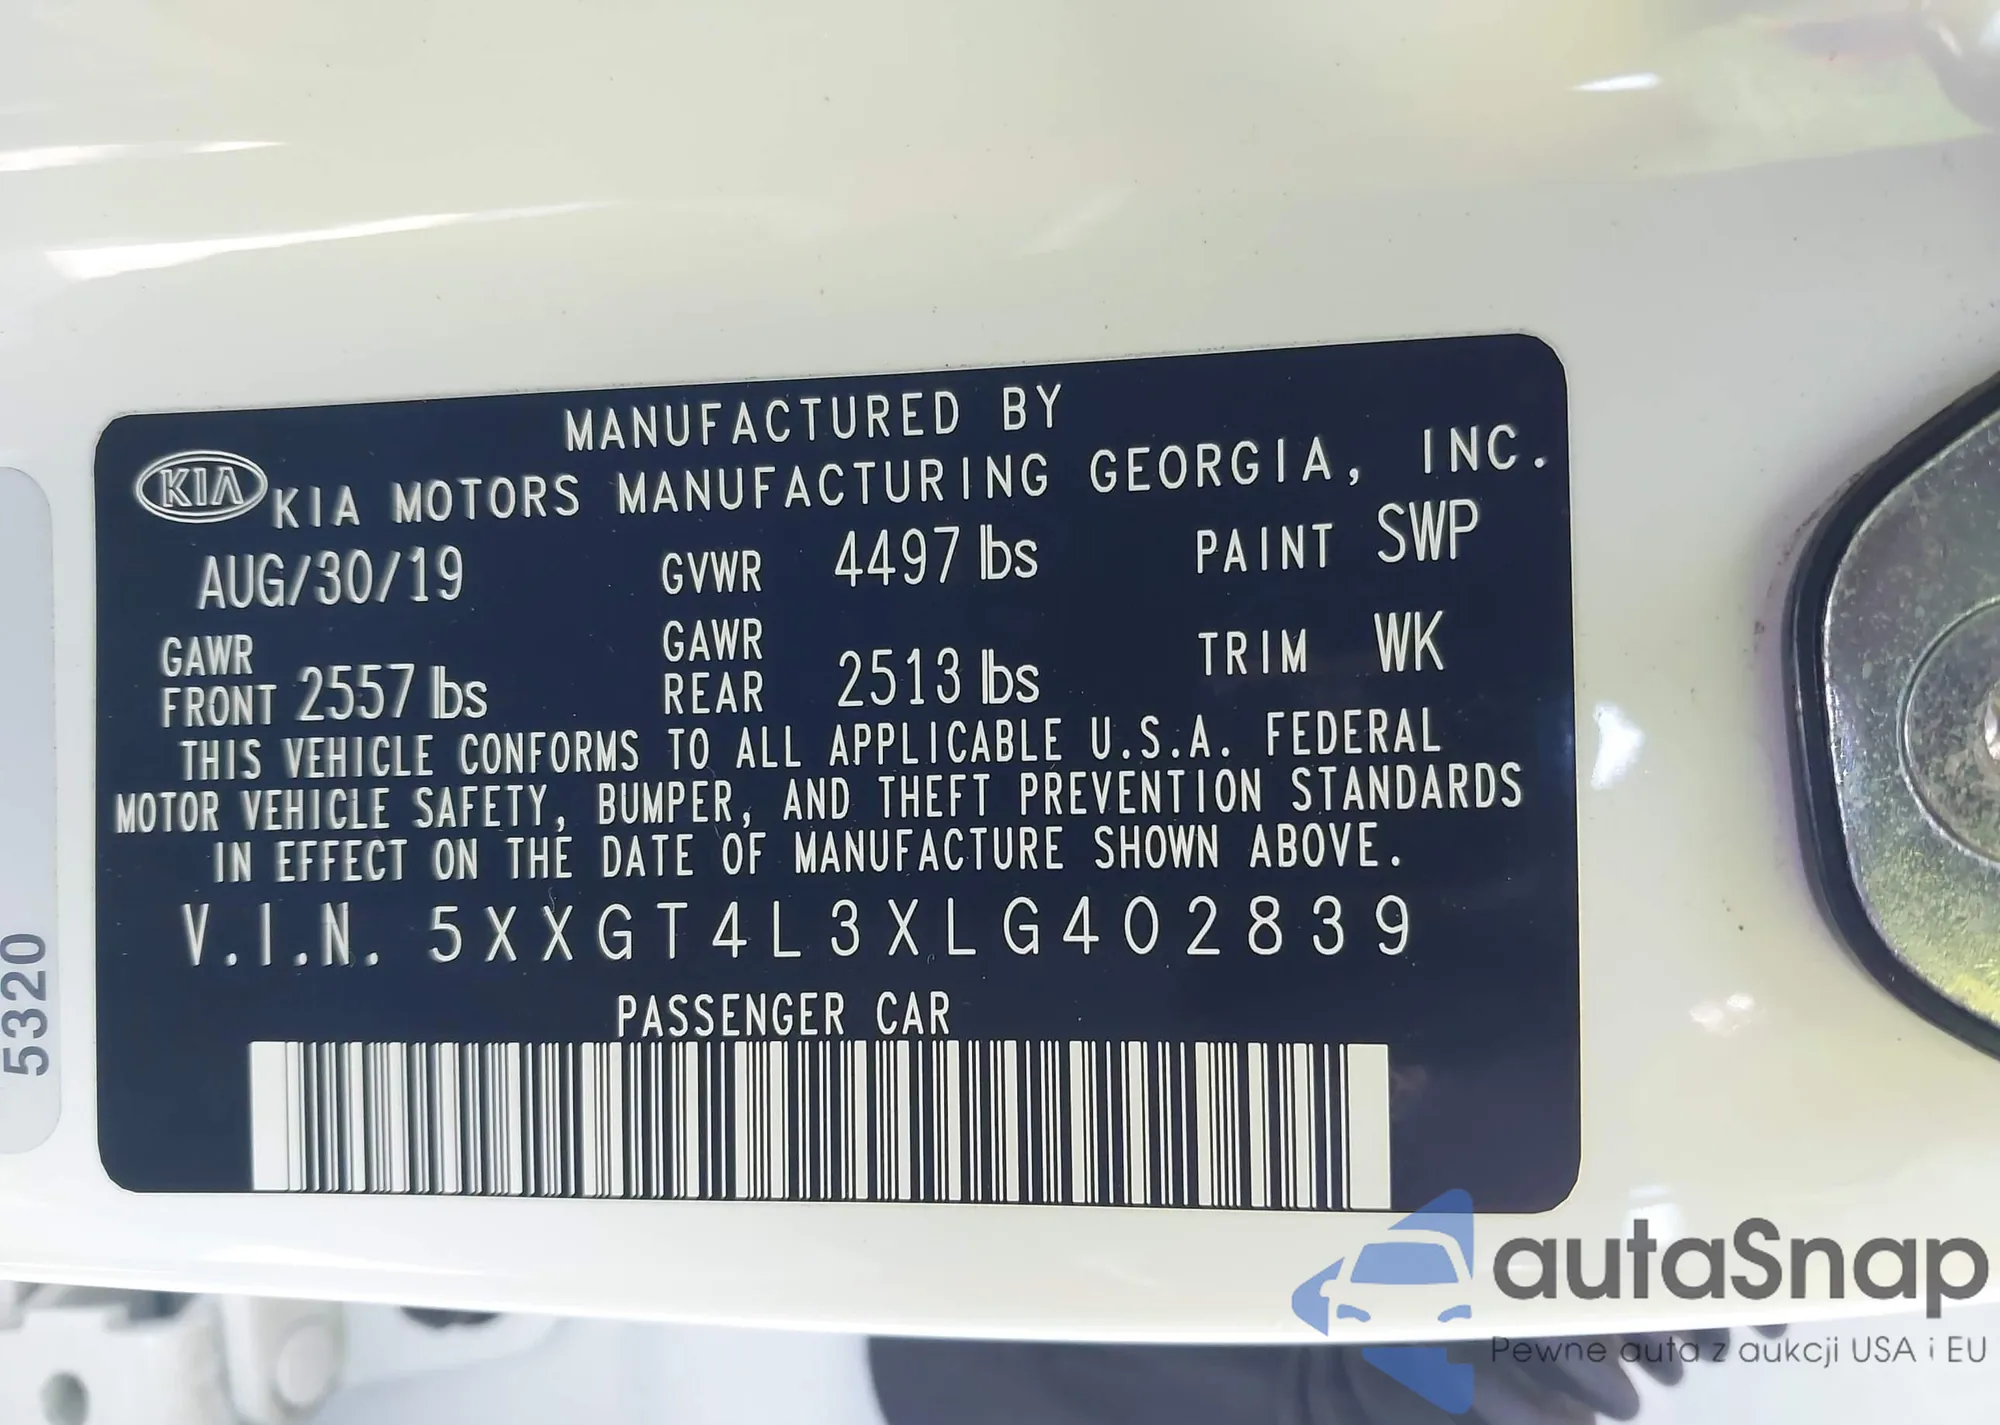 MANUFACTURED BY
KIA KIA MOTORS MANUFACTURING GEORGIA, INC.
AUG/30/19 GVWR 4497 lbs PAINT SWP
GAWR FRONT 2557 lbs GAWR REAR 2513 lbs TRIM WK
THIS VEHICLE CONFORMS TO ALL APPLICABLE U.S.A. FEDERAL
MOTOR VEHICLE SAFETY, BUMPER, AND THEFT PREVENTION STANDARDS
IN EFFECT ON THE DATE OF MANUFACTURE SHOWN ABOVE.
V.I.N. 5XXGT4L3XLG402839
PASSENGER CAR
5320
autaSnap
Pewne auta z aukcji USA i EU